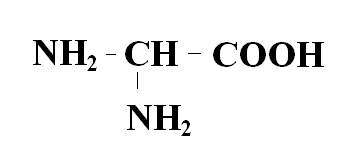 NH₂ – CH – COOH
|
NH₂